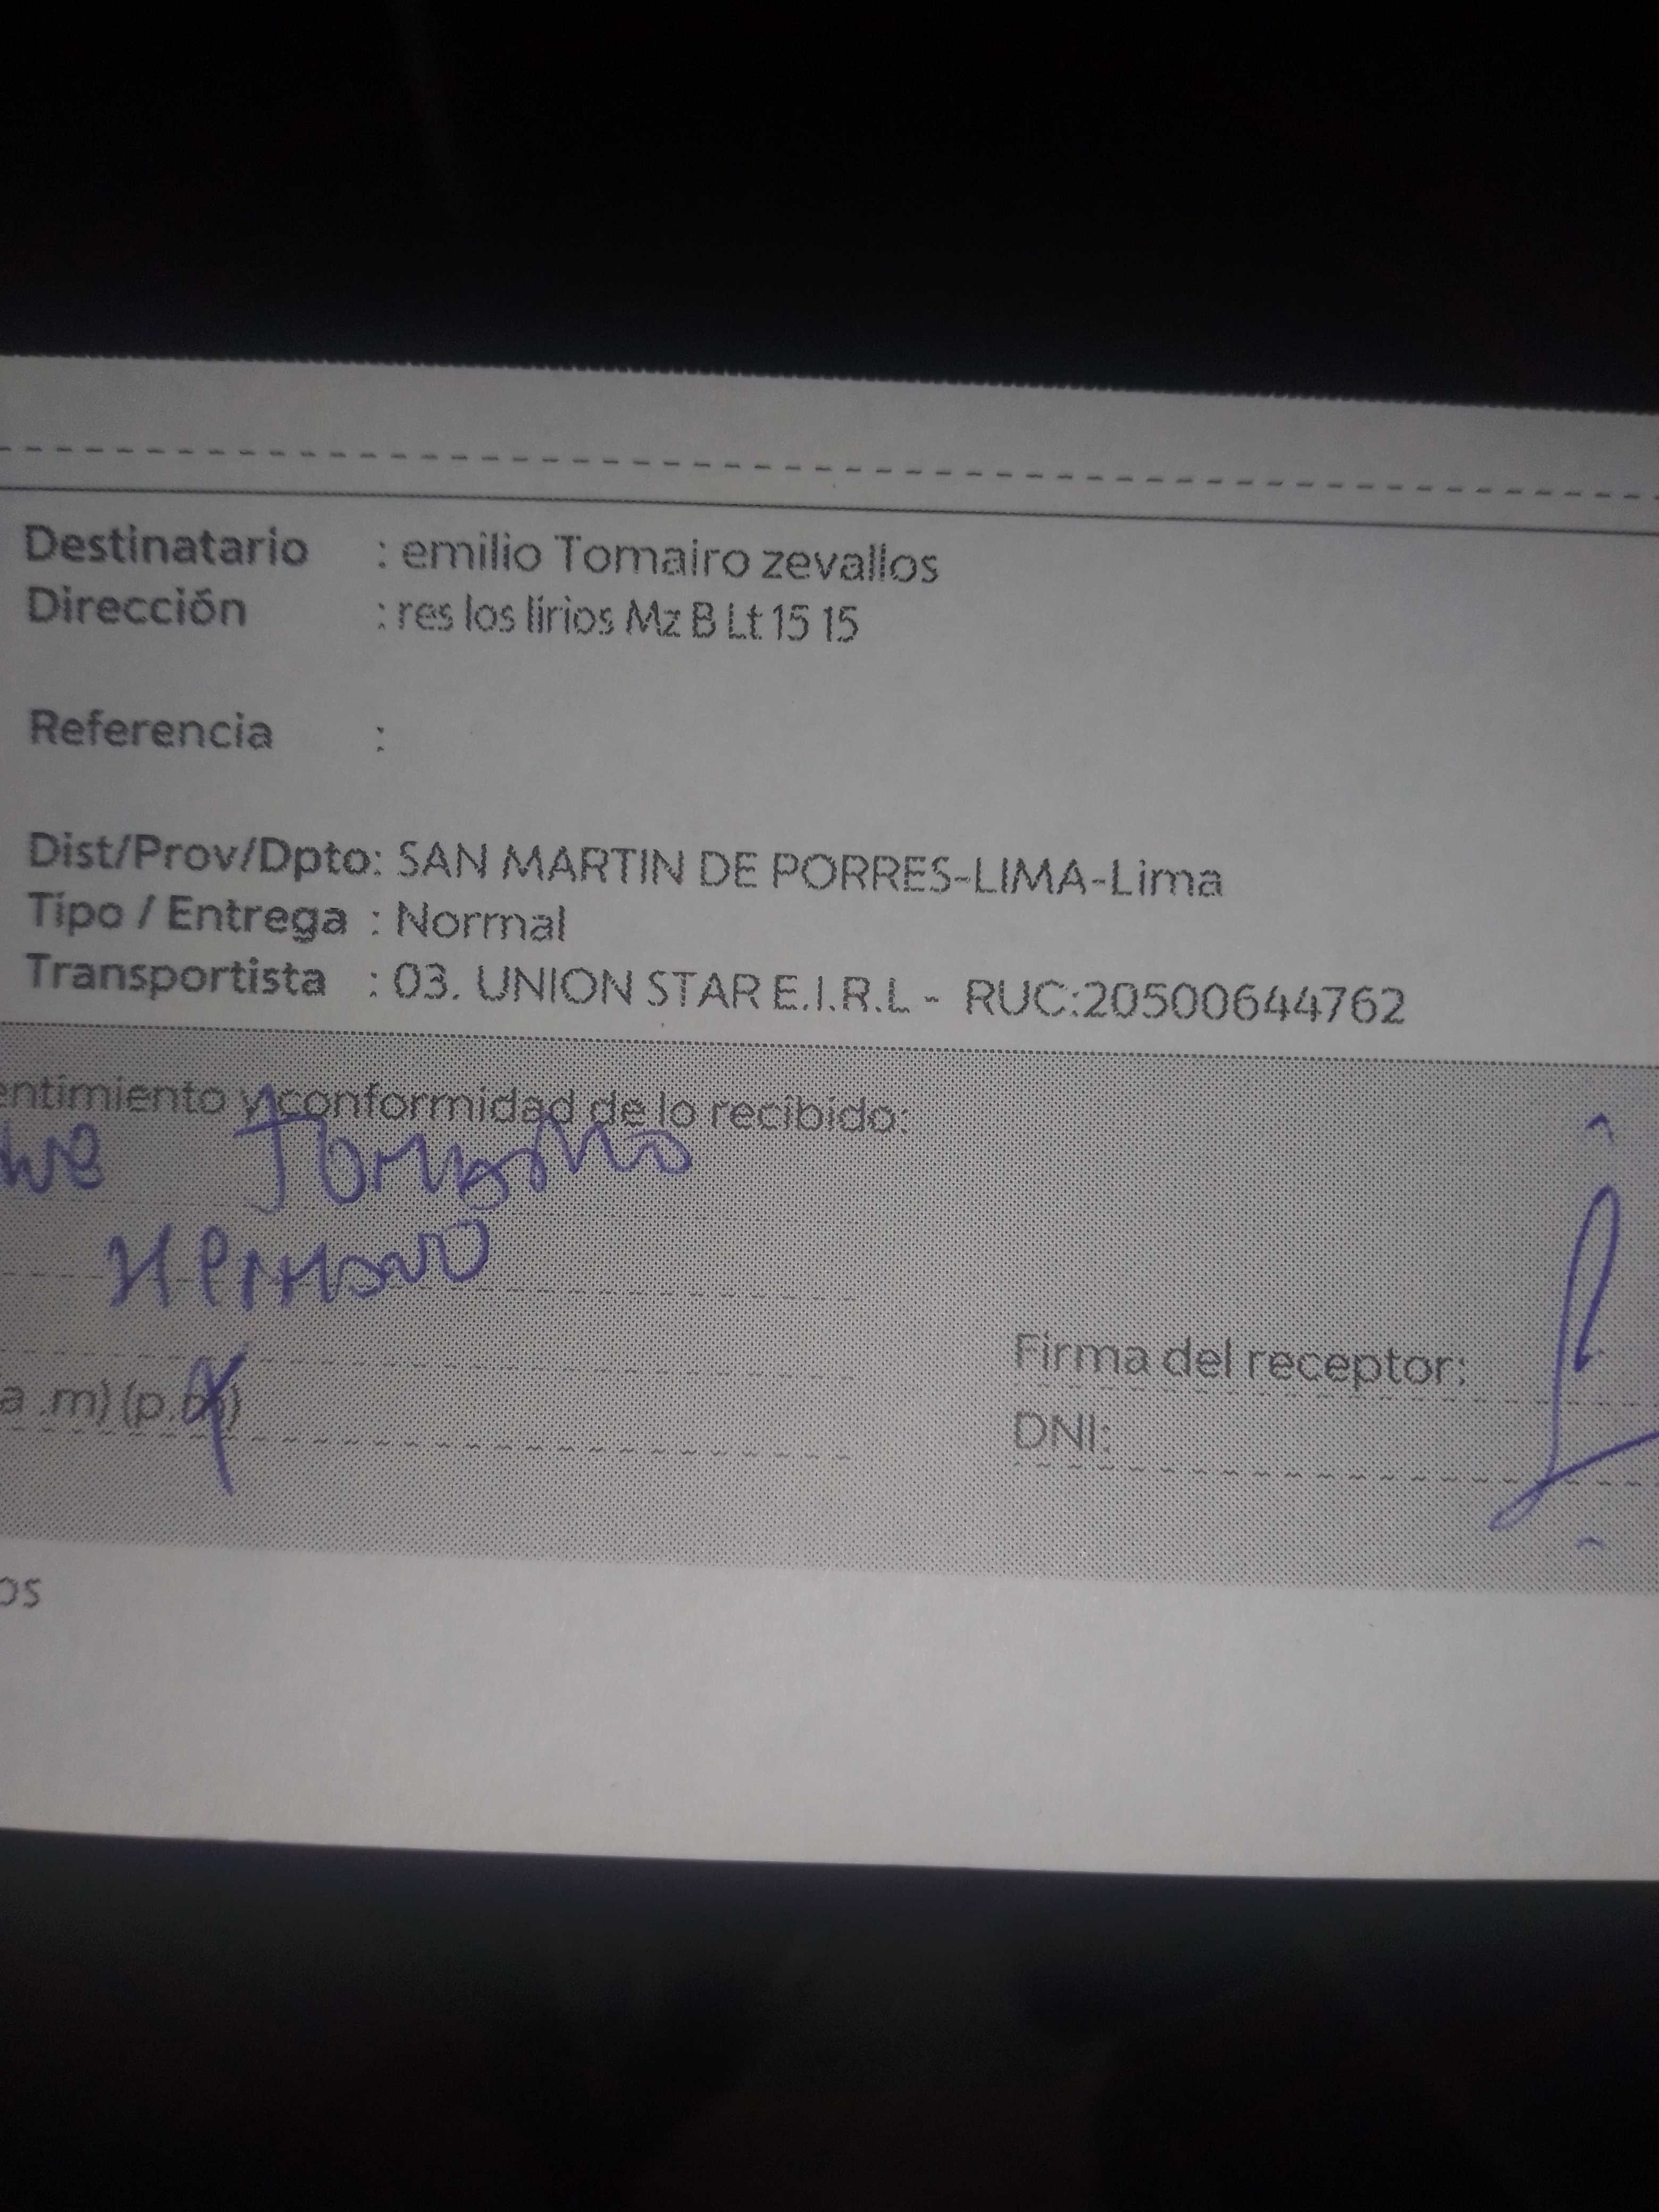 Destinatario : emilio Tomairo zevallos
Dirección : res los lirios Mz B Lt 15 15
Referencia :
Dist/Prov/Dpto: SAN MARTIN DE PORRES-LIMA-Lima
Tipo / Entrega : Normal
Transportista : 03. UNION STAR E.I.R.L - RUC:20500644762
entimiento y conformidad de lo recibido:
Hermano
Firma del receptor:
a .m) (p.m)
DNI:
os